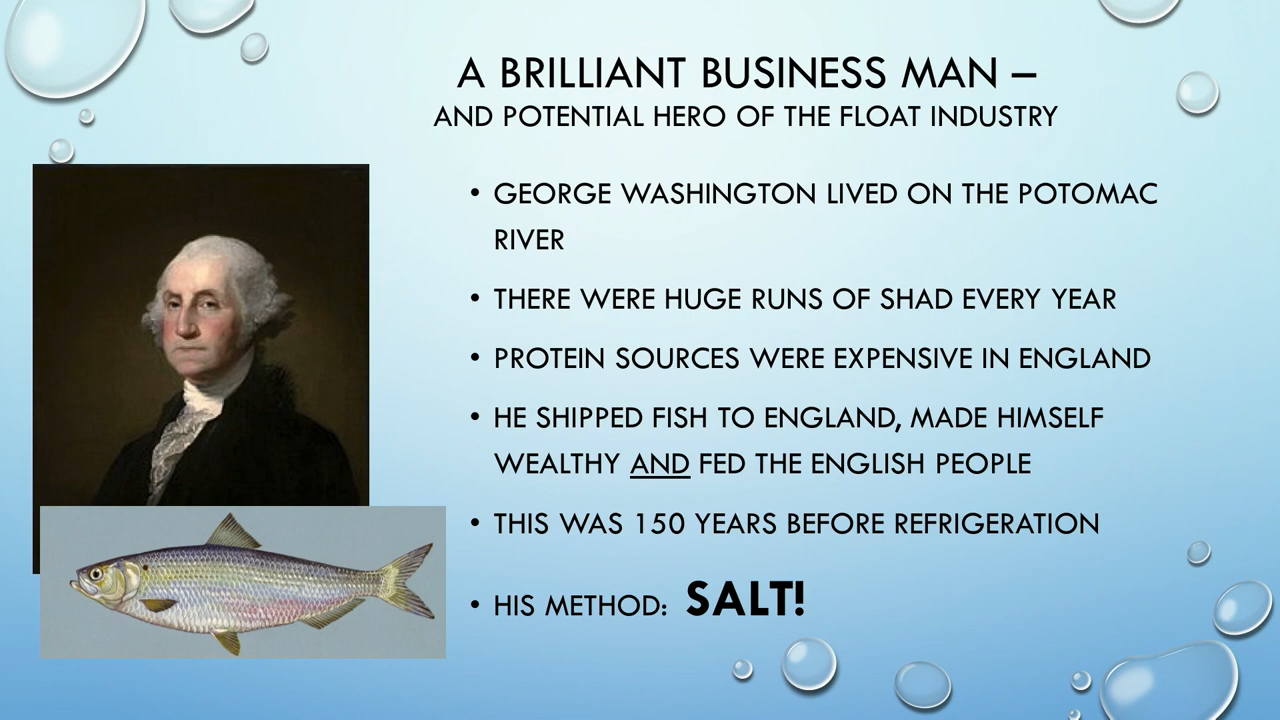 A BRILLIANT BUSINESS MAN –
AND POTENTIAL HERO OF THE FLOAT INDUSTRY
• GEORGE WASHINGTON LIVED ON THE POTOMAC
RIVER
• THERE WERE HUGE RUNS OF SHAD EVERY YEAR
• PROTEIN SOURCES WERE EXPENSIVE IN ENGLAND
• HE SHIPPED FISH TO ENGLAND, MADE HIMSELF
WEALTHY AND FED THE ENGLISH PEOPLE
• THIS WAS 150 YEARS BEFORE REFRIGERATION
• HIS METHOD: SALT!